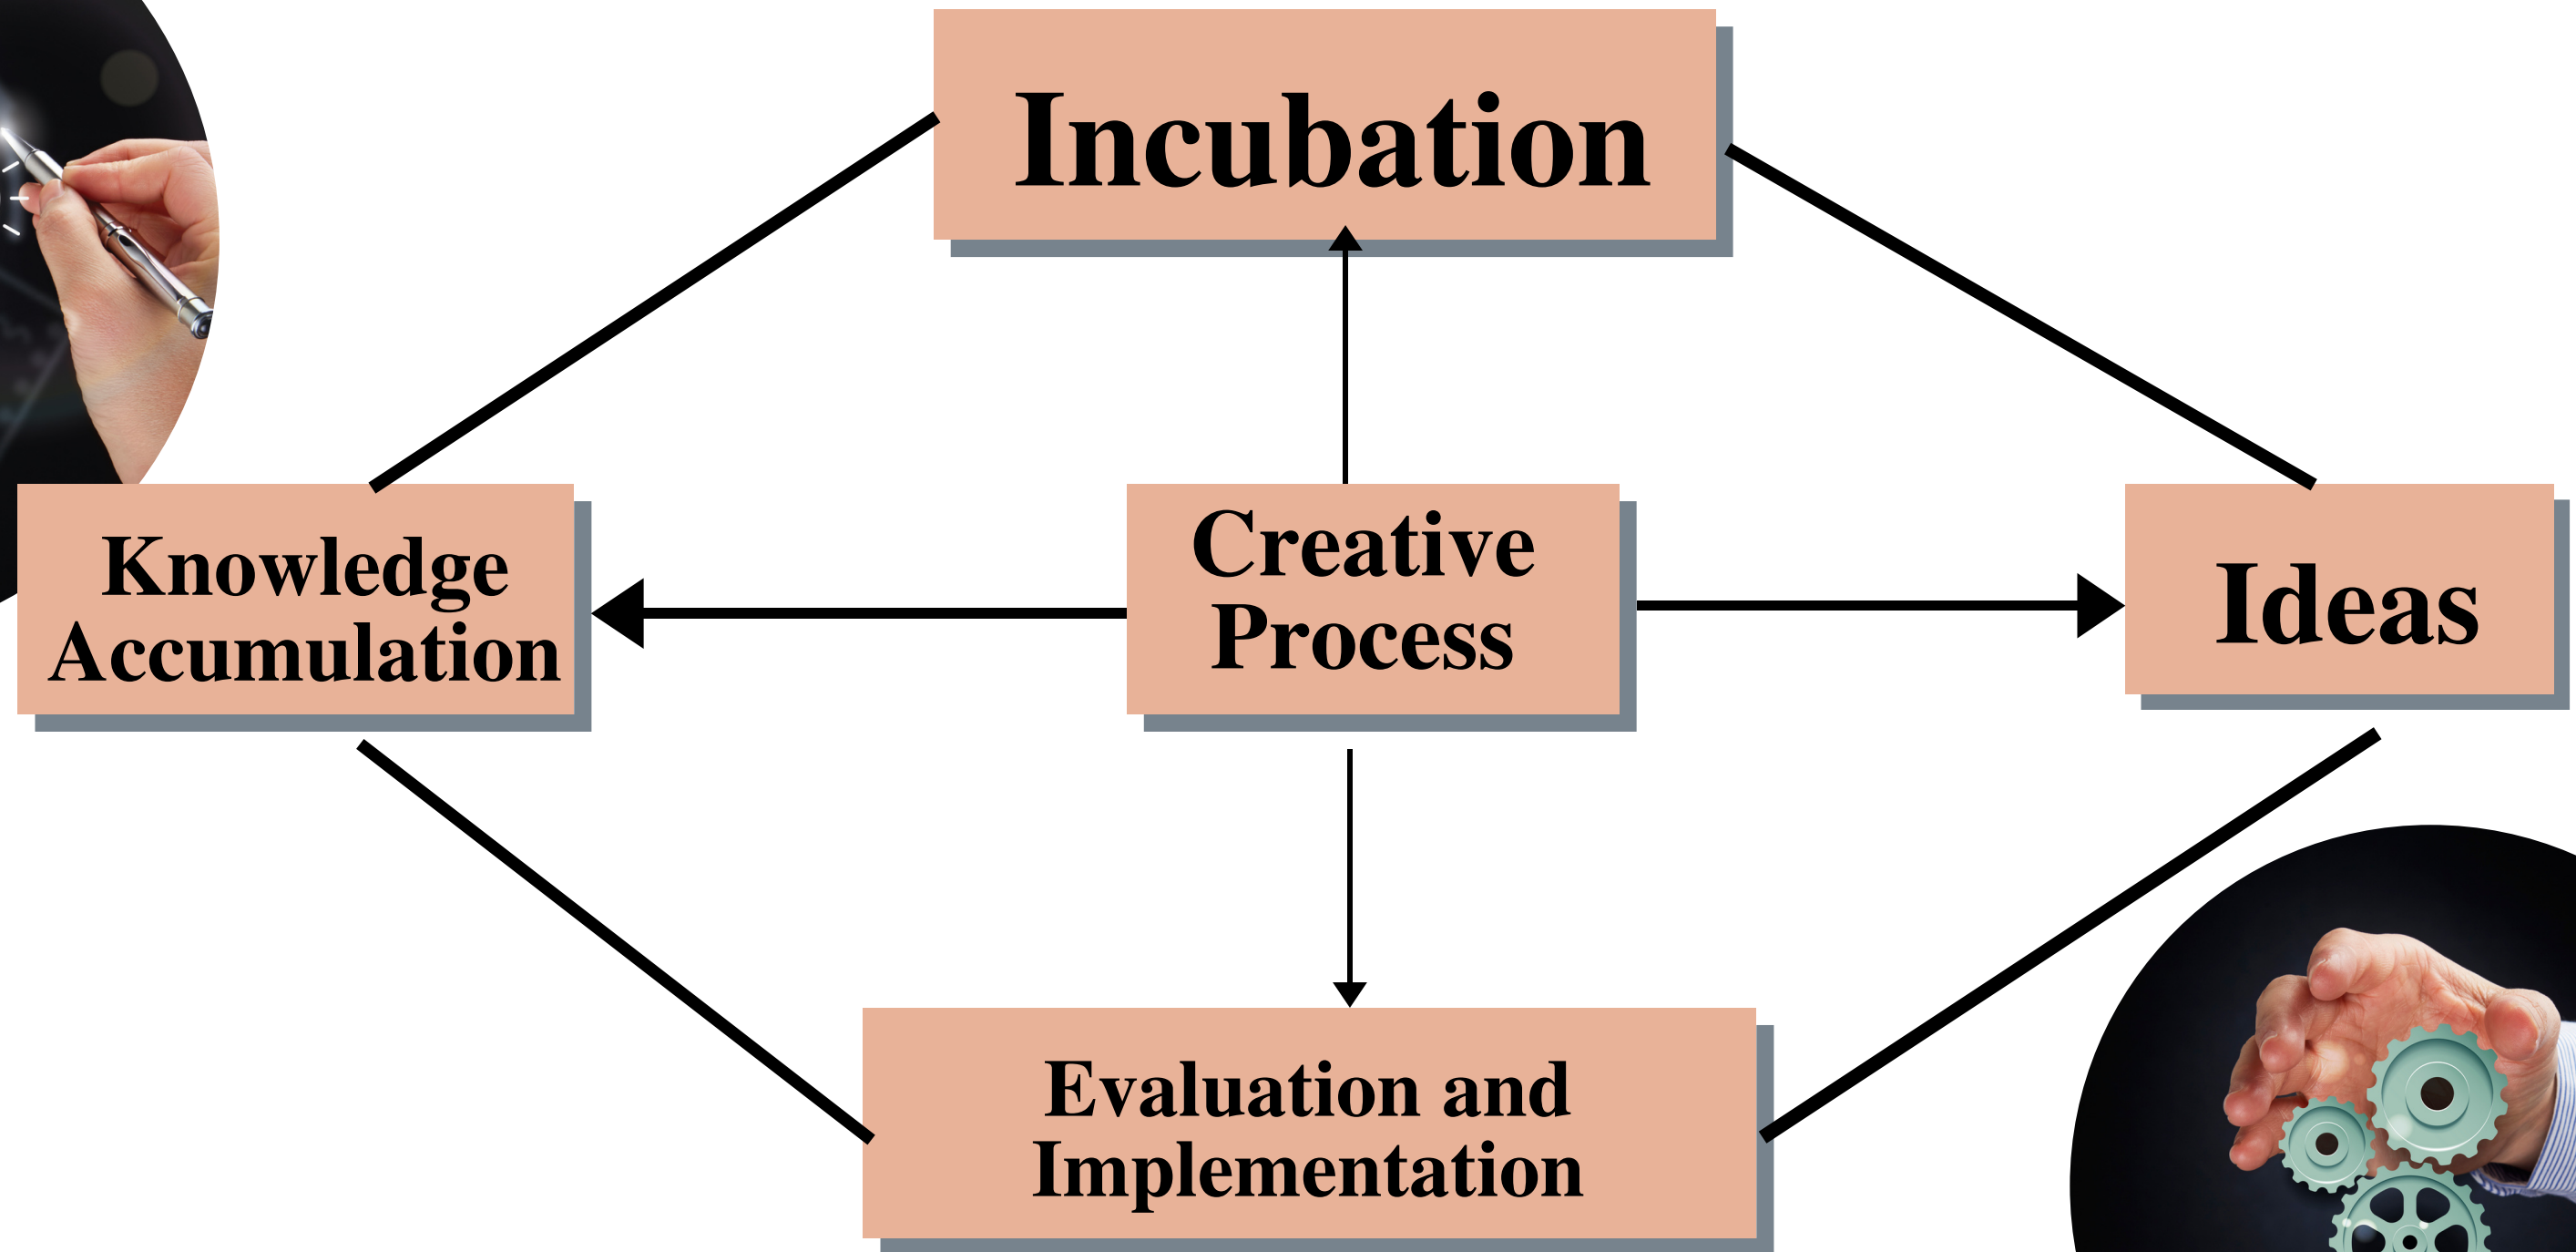 Incubation
Knowledge
Accumulation
Creative
Process
Ideas
Evaluation and
Implementation